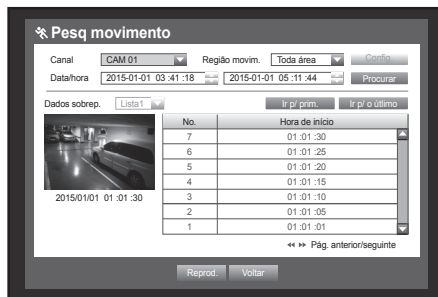 Pesq movimento
Canal CAM 01 Região movim. Toda área Config
Data/hora 2015-01-01 03 :41 :18 2015-01-01 05 :11 :44 Procurar
Dados sobrep. Lista1 Ir p/ prim. Ir p/ o útlimo
No. Hora de início
7 01:01 :30
6 01:01 :25
5 01:01 :20
4 01:01 :15
3 01:01 :10
2 01:01 :05
1 01:01 :01
2015/01/01 01 :01 :30
Pág. anterior/seguinte
Reprod. Voltar